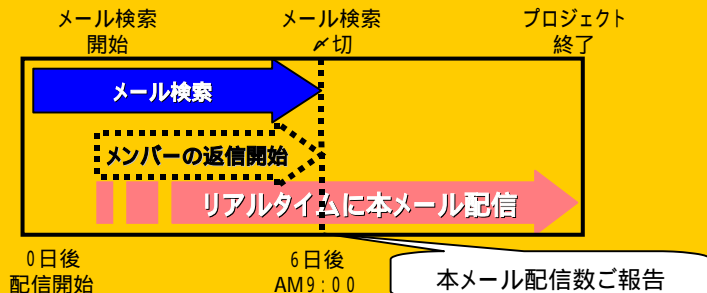 メール検索
開始
メール検索
〆切
プロジェクト
終了
メール検索
メンバーの返信開始
リアルタイムに本メール配信
0日後
配信開始
6日後
AM9:00
本メール配信数ご報告